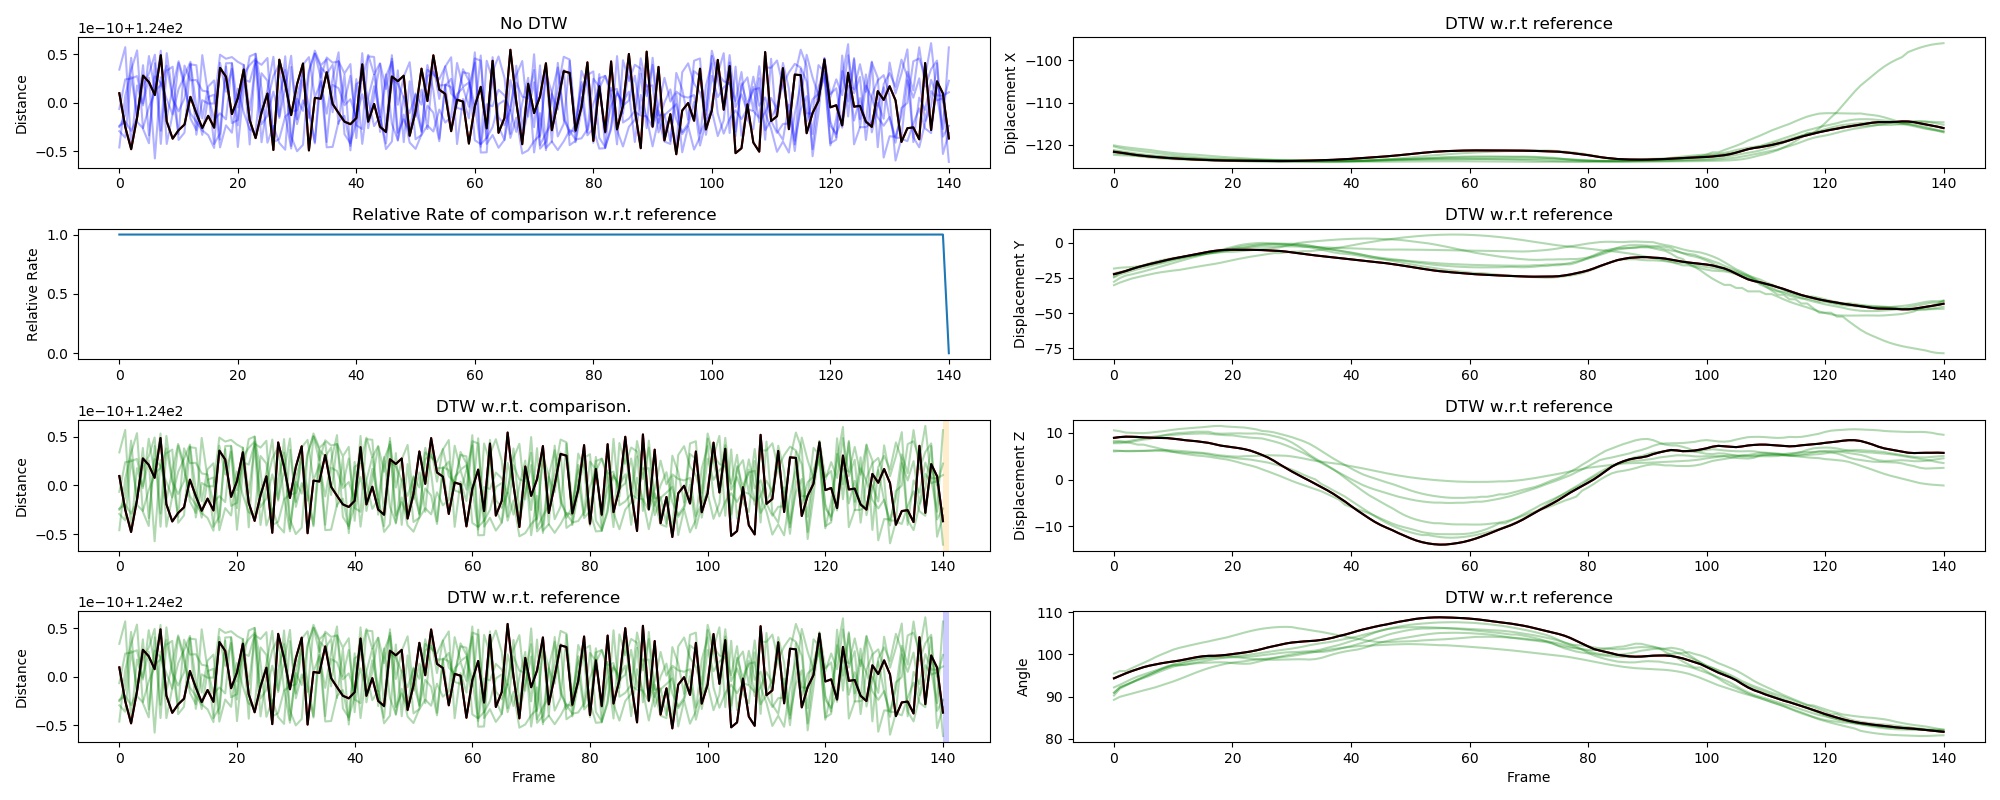 No DTW
1e−10+1.24e2
0.5
0.0
−0.5
Distance
0 20 40 60 80 100 120 140
DTW w.r.t reference
−100
−110
−120
Diplacement X
0 20 40 60 80 100 120 140
Relative Rate of comparison w.r.t reference
1.0
0.5
0.0
Relative Rate
0 20 40 60 80 100 120 140
DTW w.r.t reference
0
−25
−50
−75
Displacement Y
0 20 40 60 80 100 120 140
DTW w.r.t. comparison.
1e−10+1.24e2
0.5
0.0
−0.5
Distance
0 20 40 60 80 100 120 140
DTW w.r.t reference
10
0
−10
Displacement Z
0 20 40 60 80 100 120 140
DTW w.r.t. reference
1e−10+1.24e2
0.5
0.0
−0.5
Distance
0 20 40 60 80 100 120 140
Frame
DTW w.r.t reference
110
100
90
80
Angle
0 20 40 60 80 100 120 140
Frame